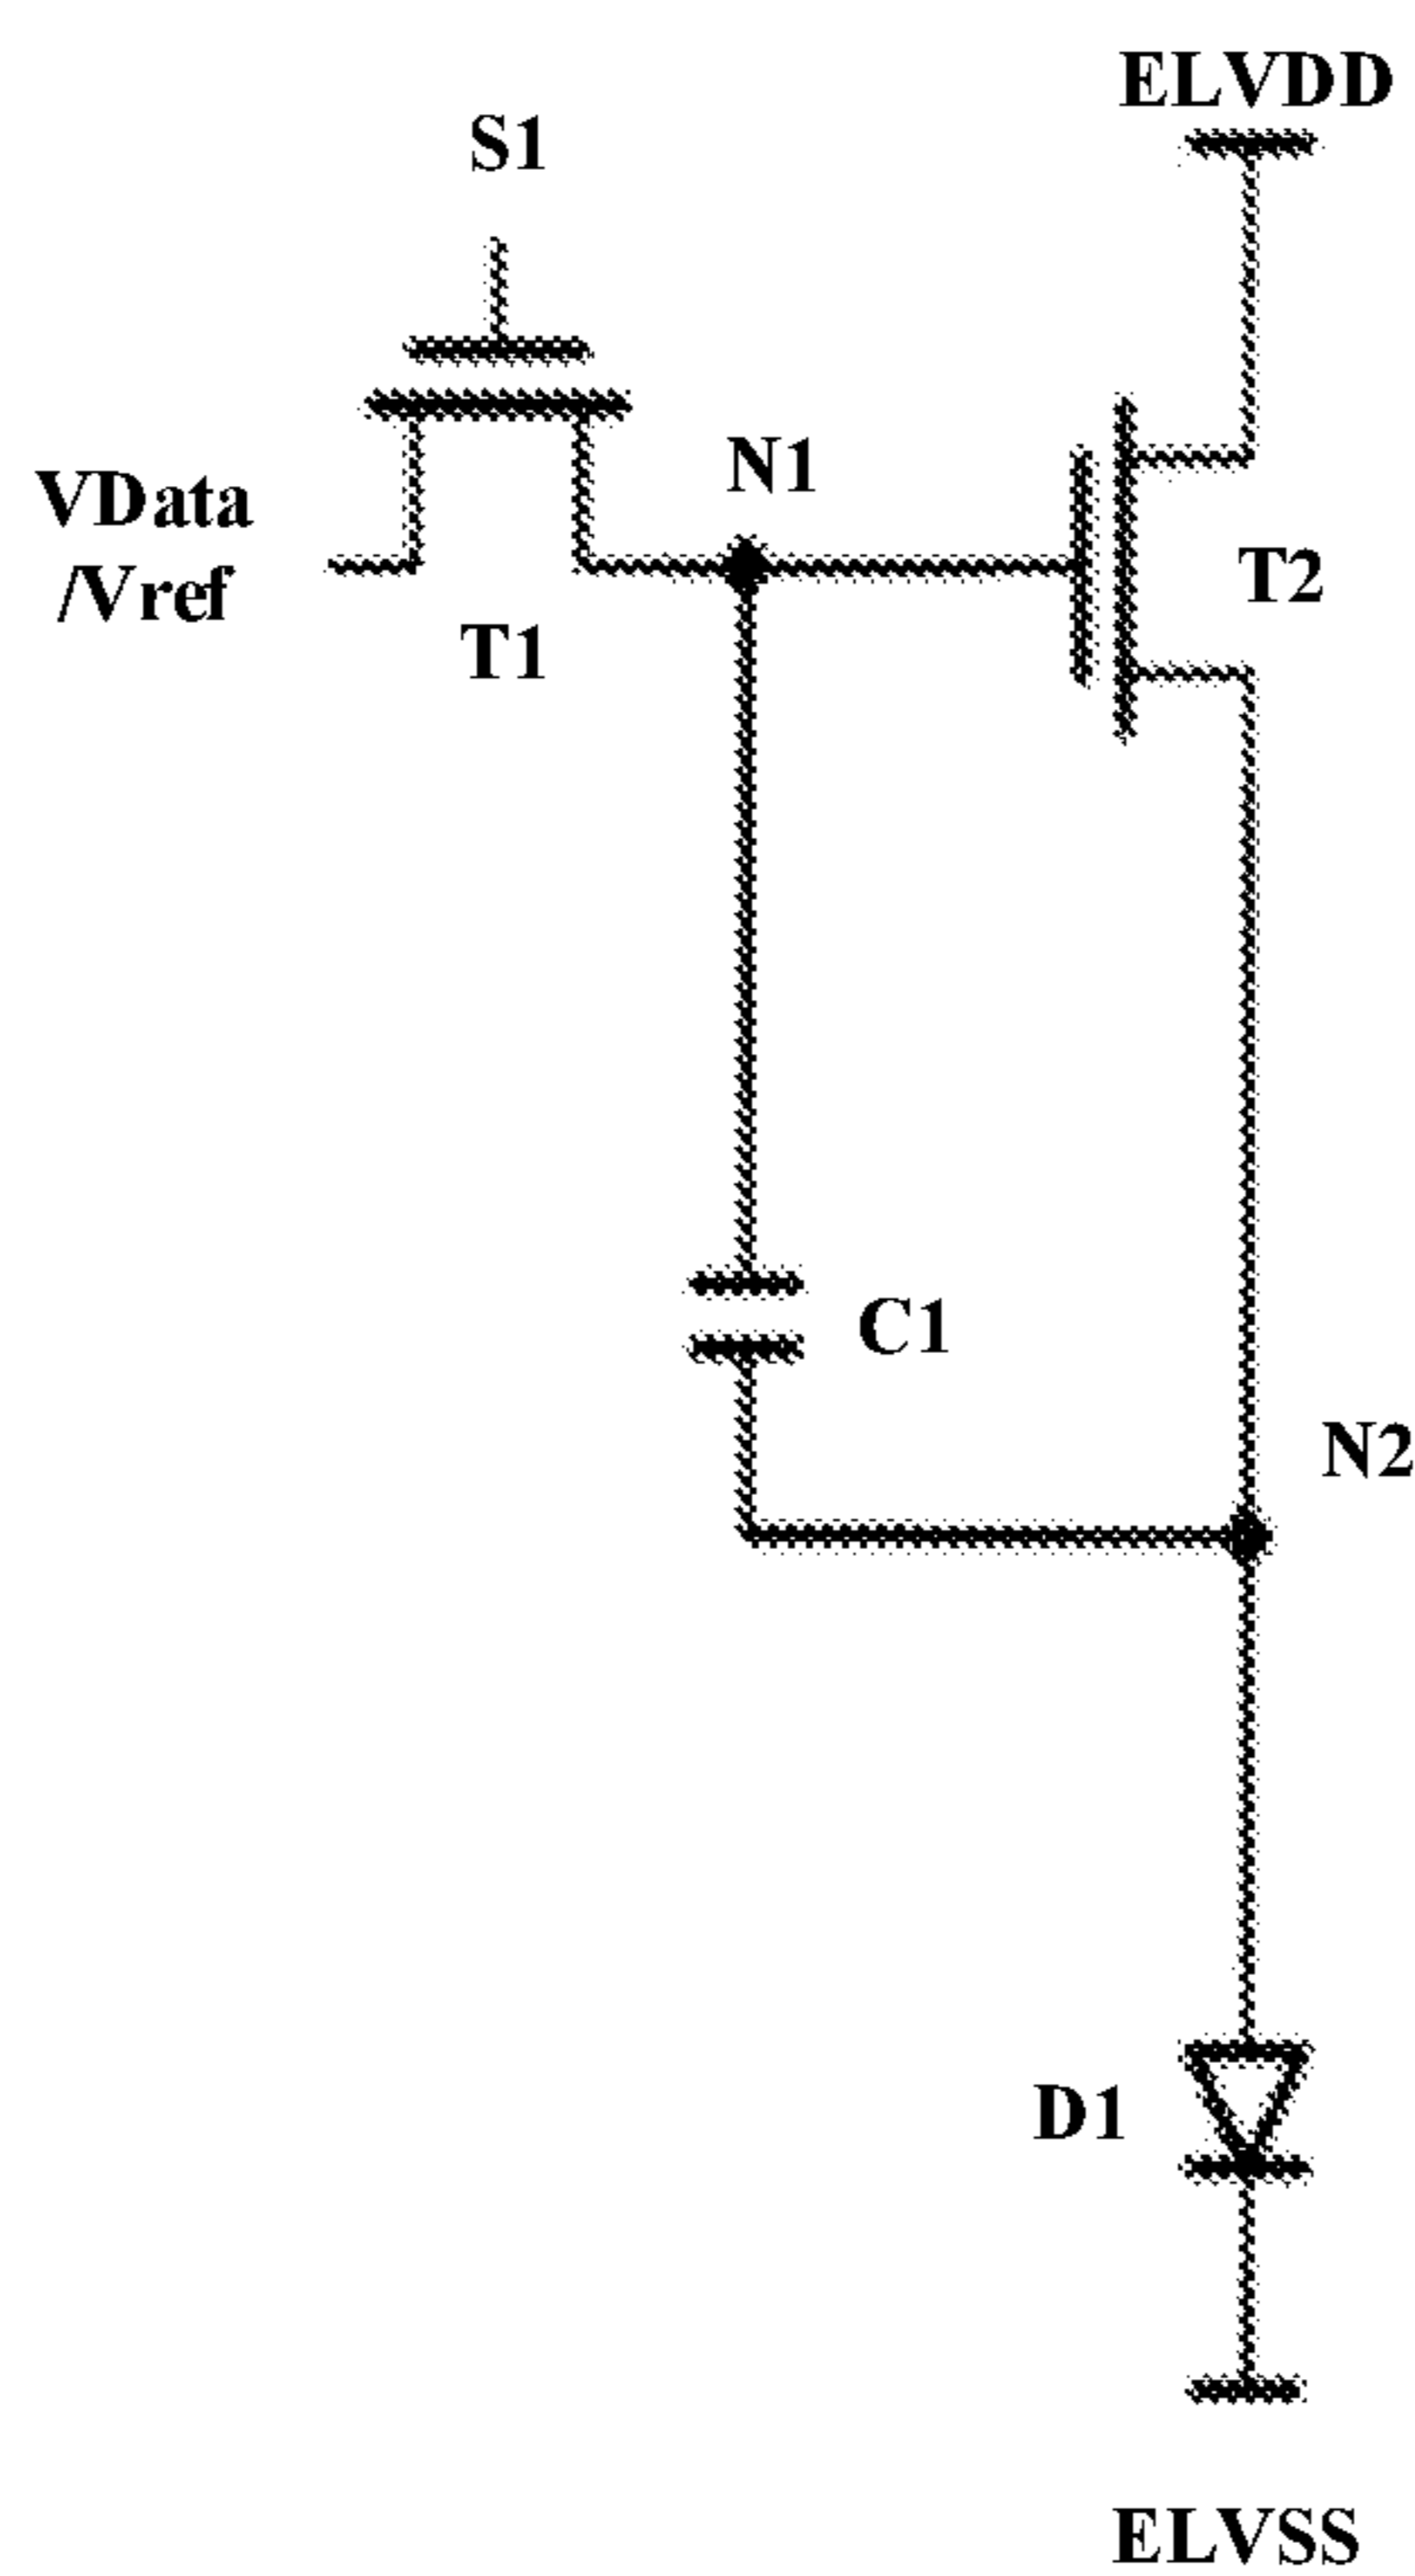 ELVDD
S1
N1
VData
/Vref
T2
T1
C1
N2
D1
ELVSS